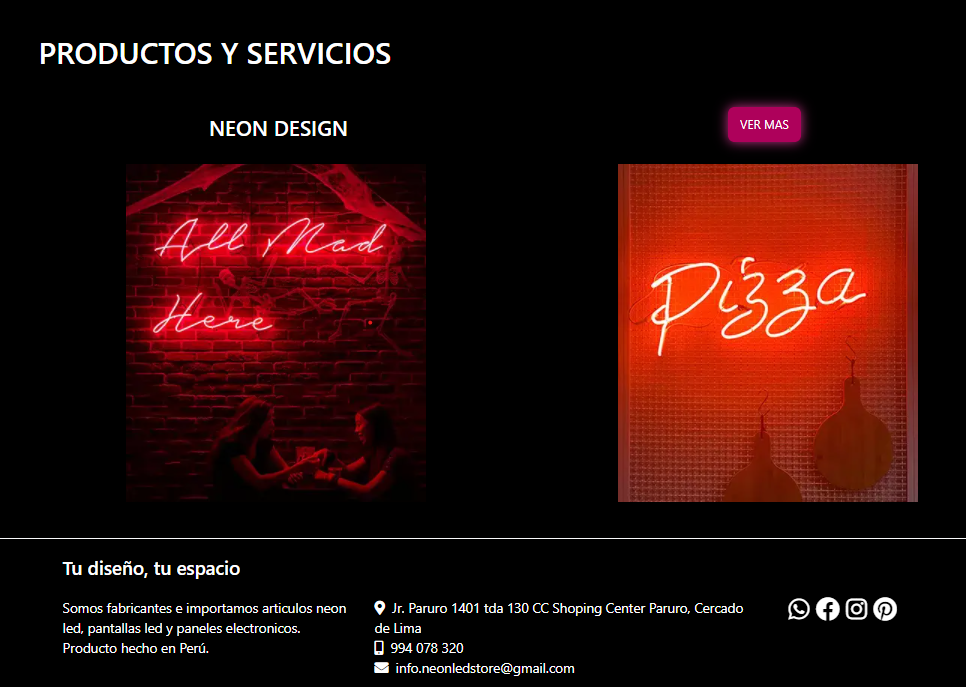 PRODUCTOS Y SERVICIOS
NEON DESIGN
VER MAS
All Mad
Here
Pizza
Tu diseño, tu espacio
Somos fabricantes e importamos articulos neon
led, pantallas led y paneles electronicos.
Producto hecho en Perú.
Jr. Paruro 1401 tda 130 CC Shoping Center Paruro, Cercado
de Lima
994 078 320
info.neonledstore@gmail.com